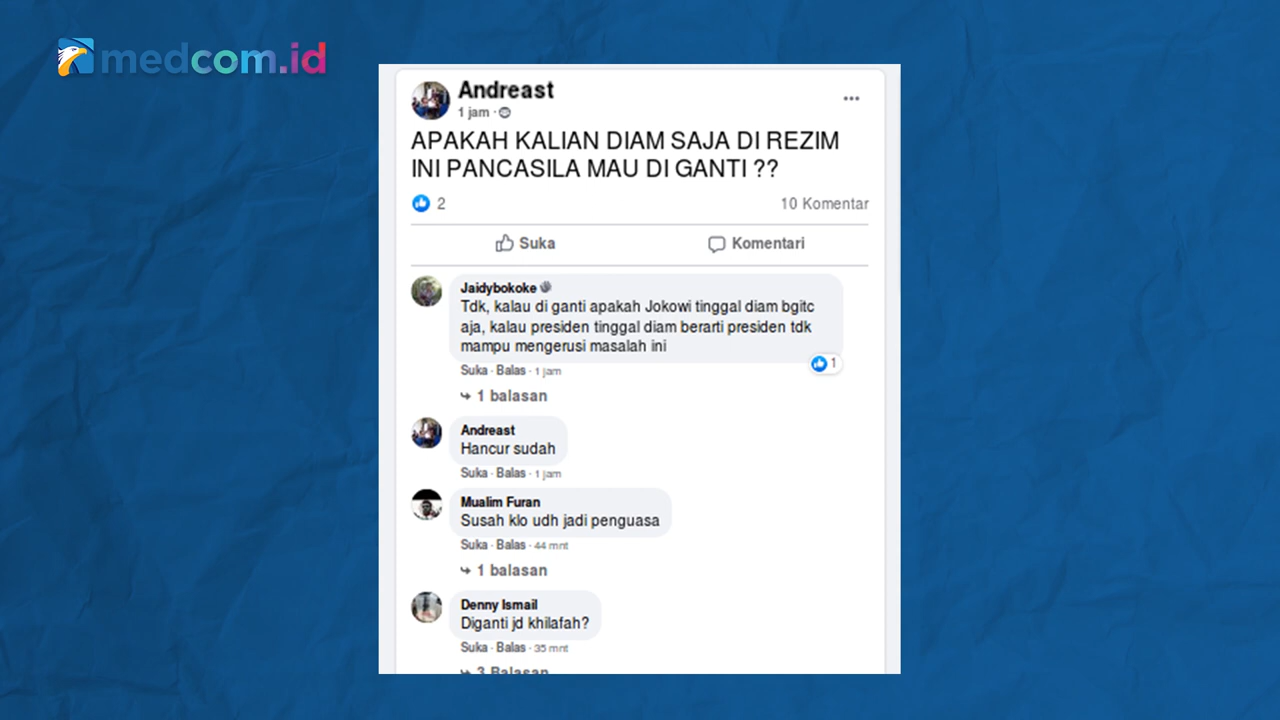 medcom.id
Andreast
1 jam ·
APAKAH KALIAN DIAM SAJA DI REZIM
INI PANCASILA MAU DI GANTI ??
2
10 Komentar
Suka
Komentari
Jaidybokoke
Tdk, kalau di ganti apakah Jokowi tinggal diam bgitc
aja, kalau presiden tinggal diam berarti presiden tdk
mampu mengerusi masalah ini
1
Suka · Balas · 1 jam
1 balasan
Andreast
Hancur sudah
Suka · Balas · 1 jam
Mualim Furan
Susah klo udh jadi penguasa
Suka · Balas · 44 mnt
1 balasan
Denny Ismail
Diganti jd khilafah?
Suka · Balas · 35 mnt
3 Balasan